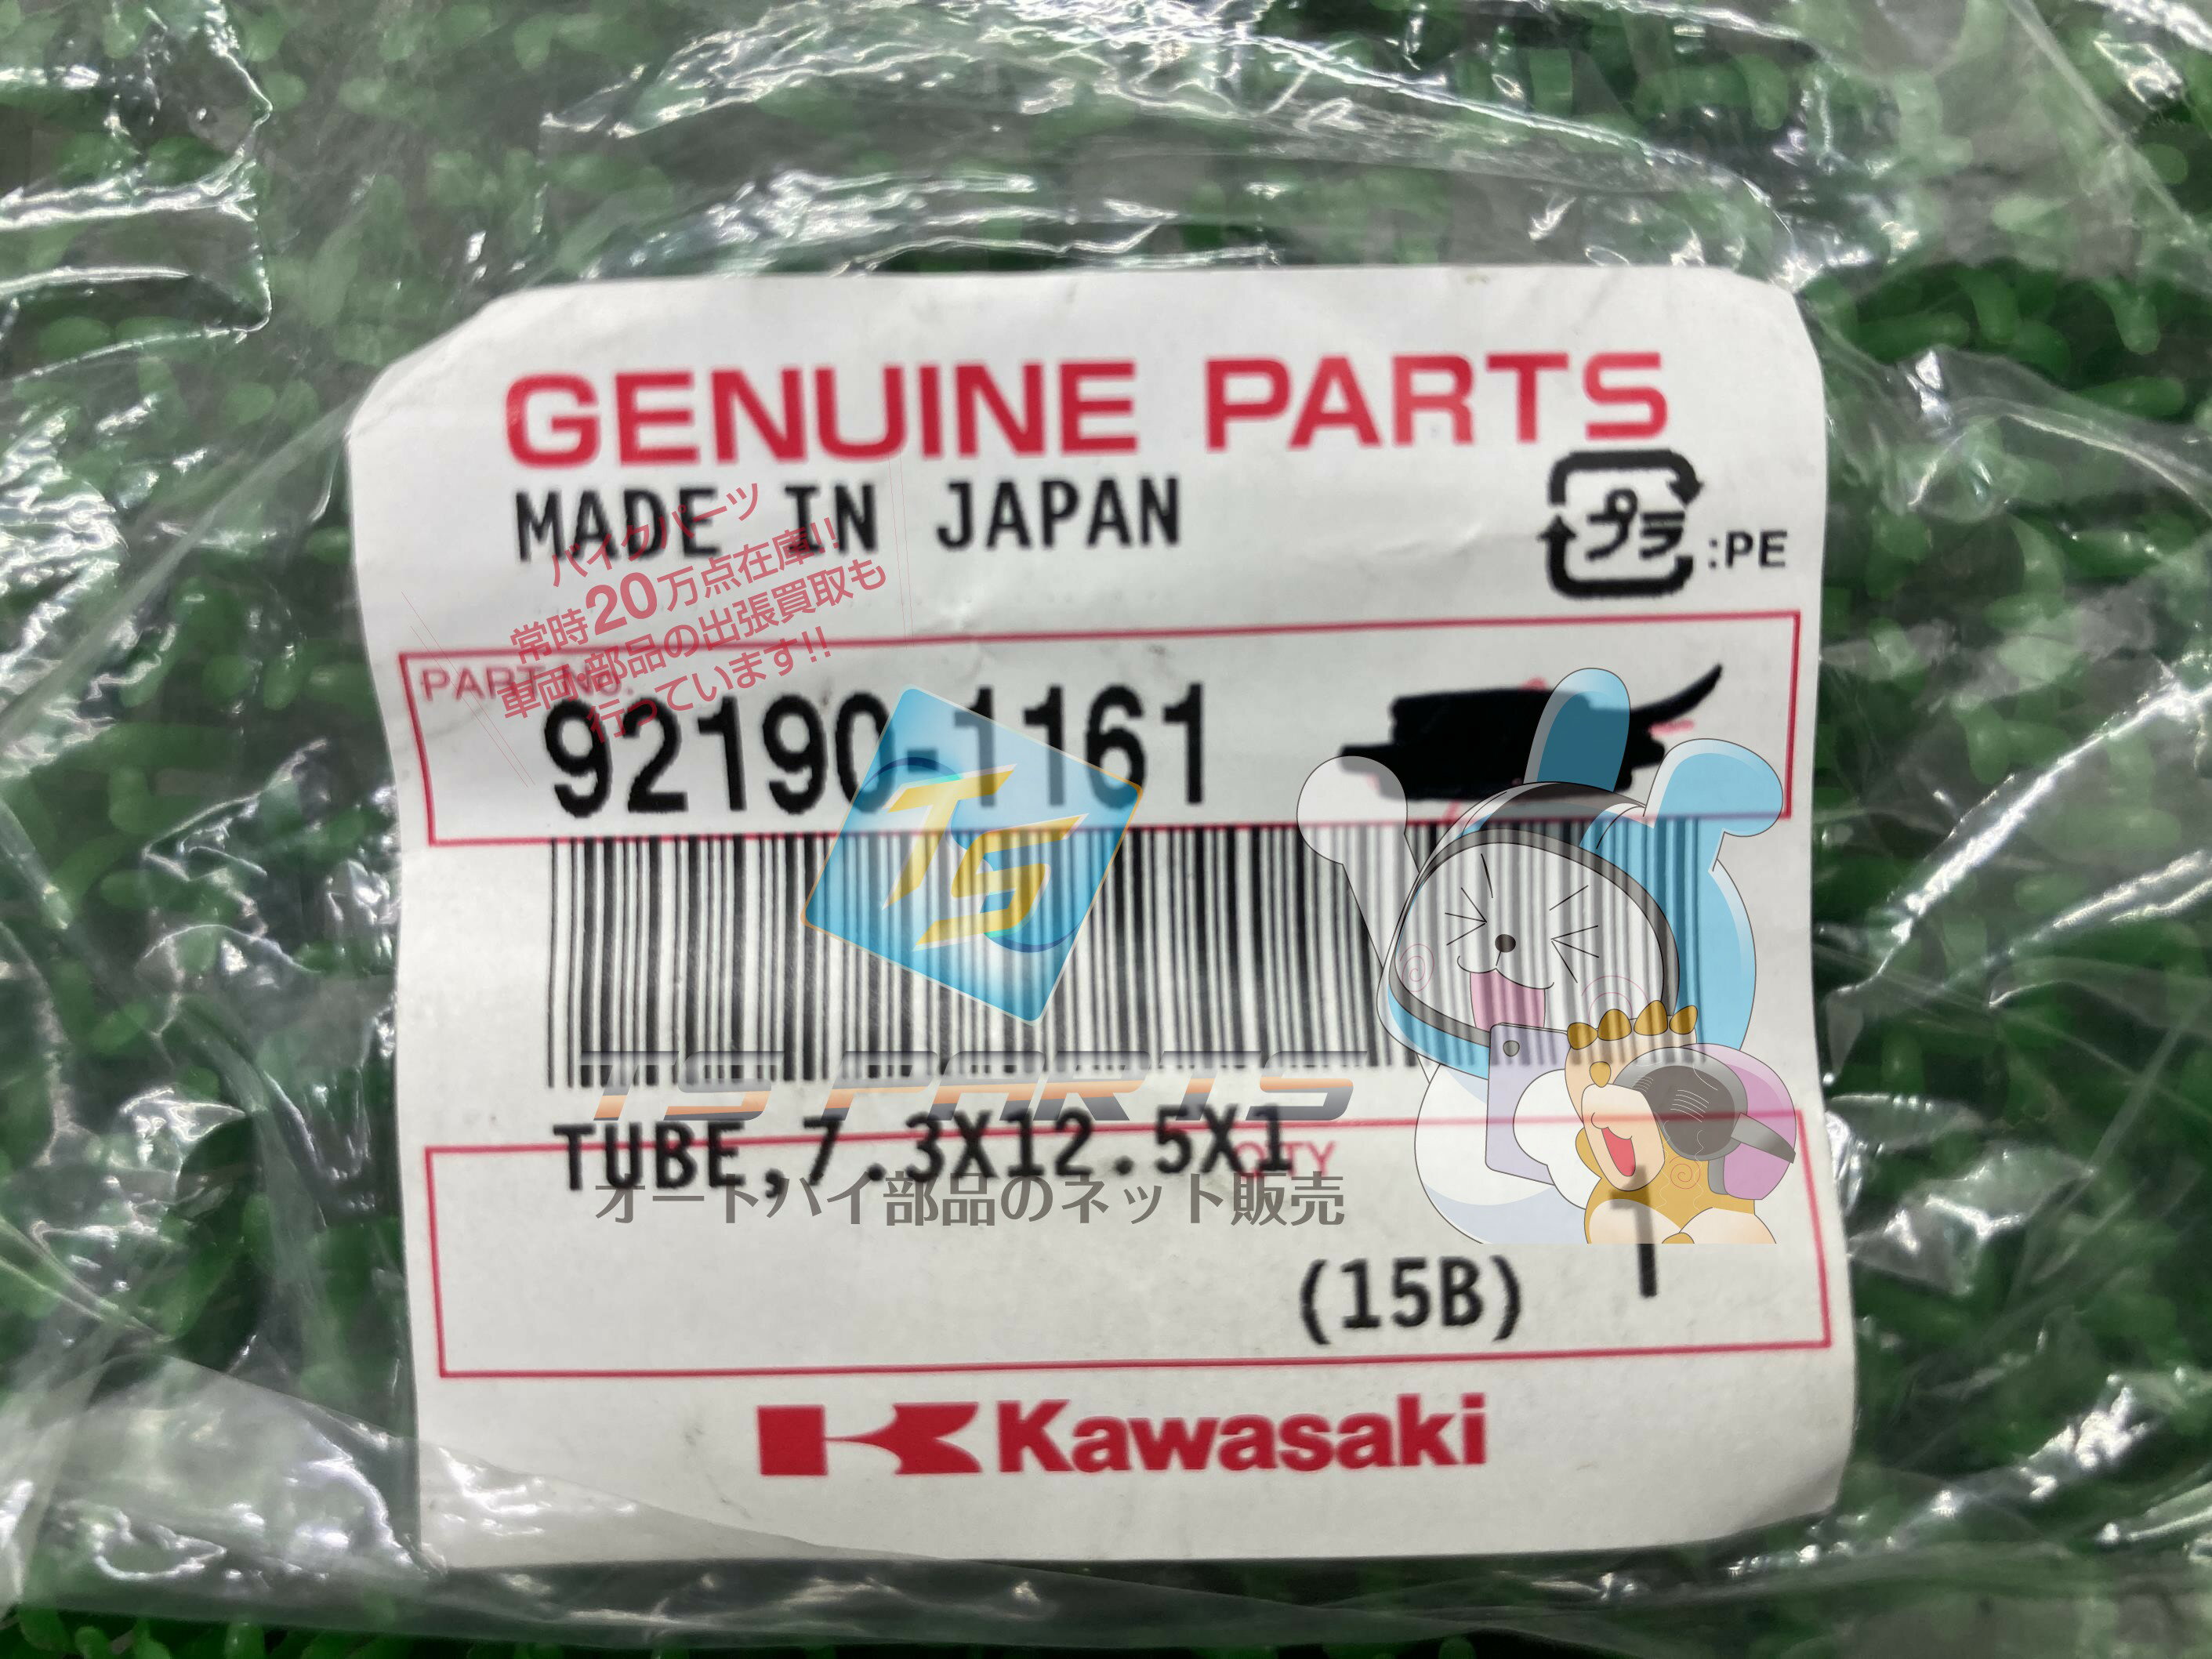 GENUINE PARTS
MADE IN JAPAN
プラ :PE
バイクパーツ
常時20万点在庫!!
車両・部品の出張買取も
行っています!!
PART NO.
92190-1161
TS
TS PARTS
TUBE,7.3X12.5X1
Q'TY
オートバイ部品のネット販売
1
(15B)
Kawasaki